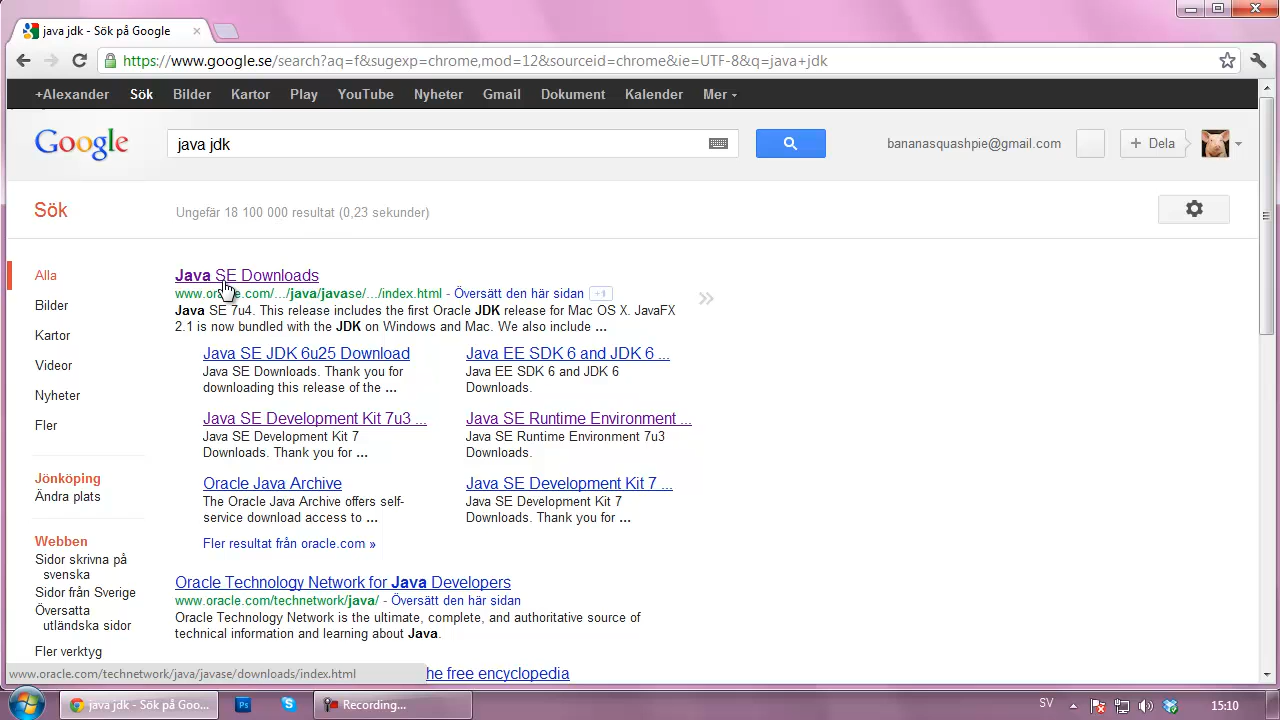 java jdk - Sök på Google
https://www.google.se/search?aq=f&sugexp=chrome,mod=12&sourceid=chrome&ie=UTF-8&q=java+jdk
+Alexander Sök Bilder Kartor Play YouTube Nyheter Gmail Dokument Kalender Mer
Google java jdk bananasquashpie@gmail.com + Dela
Sök Ungefär 18 100 000 resultat (0,23 sekunder)
Alla
Bilder
Kartor
Videor
Nyheter
Fler
Jönköping
Ändra plats
Webben
Sidor skrivna på
svenska
Sidor från Sverige
Översatta
utländska sidor
Fler verktyg
Java SE Downloads
www.oracle.com/.../java/javase/.../index.html - Översätt den här sidan +1
Java SE 7u4. This release includes the first Oracle JDK release for Mac OS X. JavaFX
2.1 is now bundled with the JDK on Windows and Mac. We also include ...
Java SE JDK 6u25 Download
Java SE Downloads. Thank you for
downloading this release of the ...
Java EE SDK 6 and JDK 6 ...
Java EE SDK 6 and JDK 6
Downloads.
Java SE Development Kit 7u3 ...
Java SE Development Kit 7
Downloads. Thank you for ...
Java SE Runtime Environment ...
Java SE Runtime Environment 7u3
Downloads.
Oracle Java Archive
The Oracle Java Archive offers self-
service download access to ...
Java SE Development Kit 7 ...
Java SE Development Kit 7
Downloads. Thank you for ...
Fler resultat från oracle.com »
Oracle Technology Network for Java Developers
www.oracle.com/technetwork/java/ - Översätt den här sidan
Oracle Technology Network is the ultimate, complete, and authoritative source of
technical information and learning about Java.
he free encyclopedia
www.oracle.com/technetwork/java/javase/downloads/index.html
java jdk - Sök på Goo... Ps Recording... SV 15:10